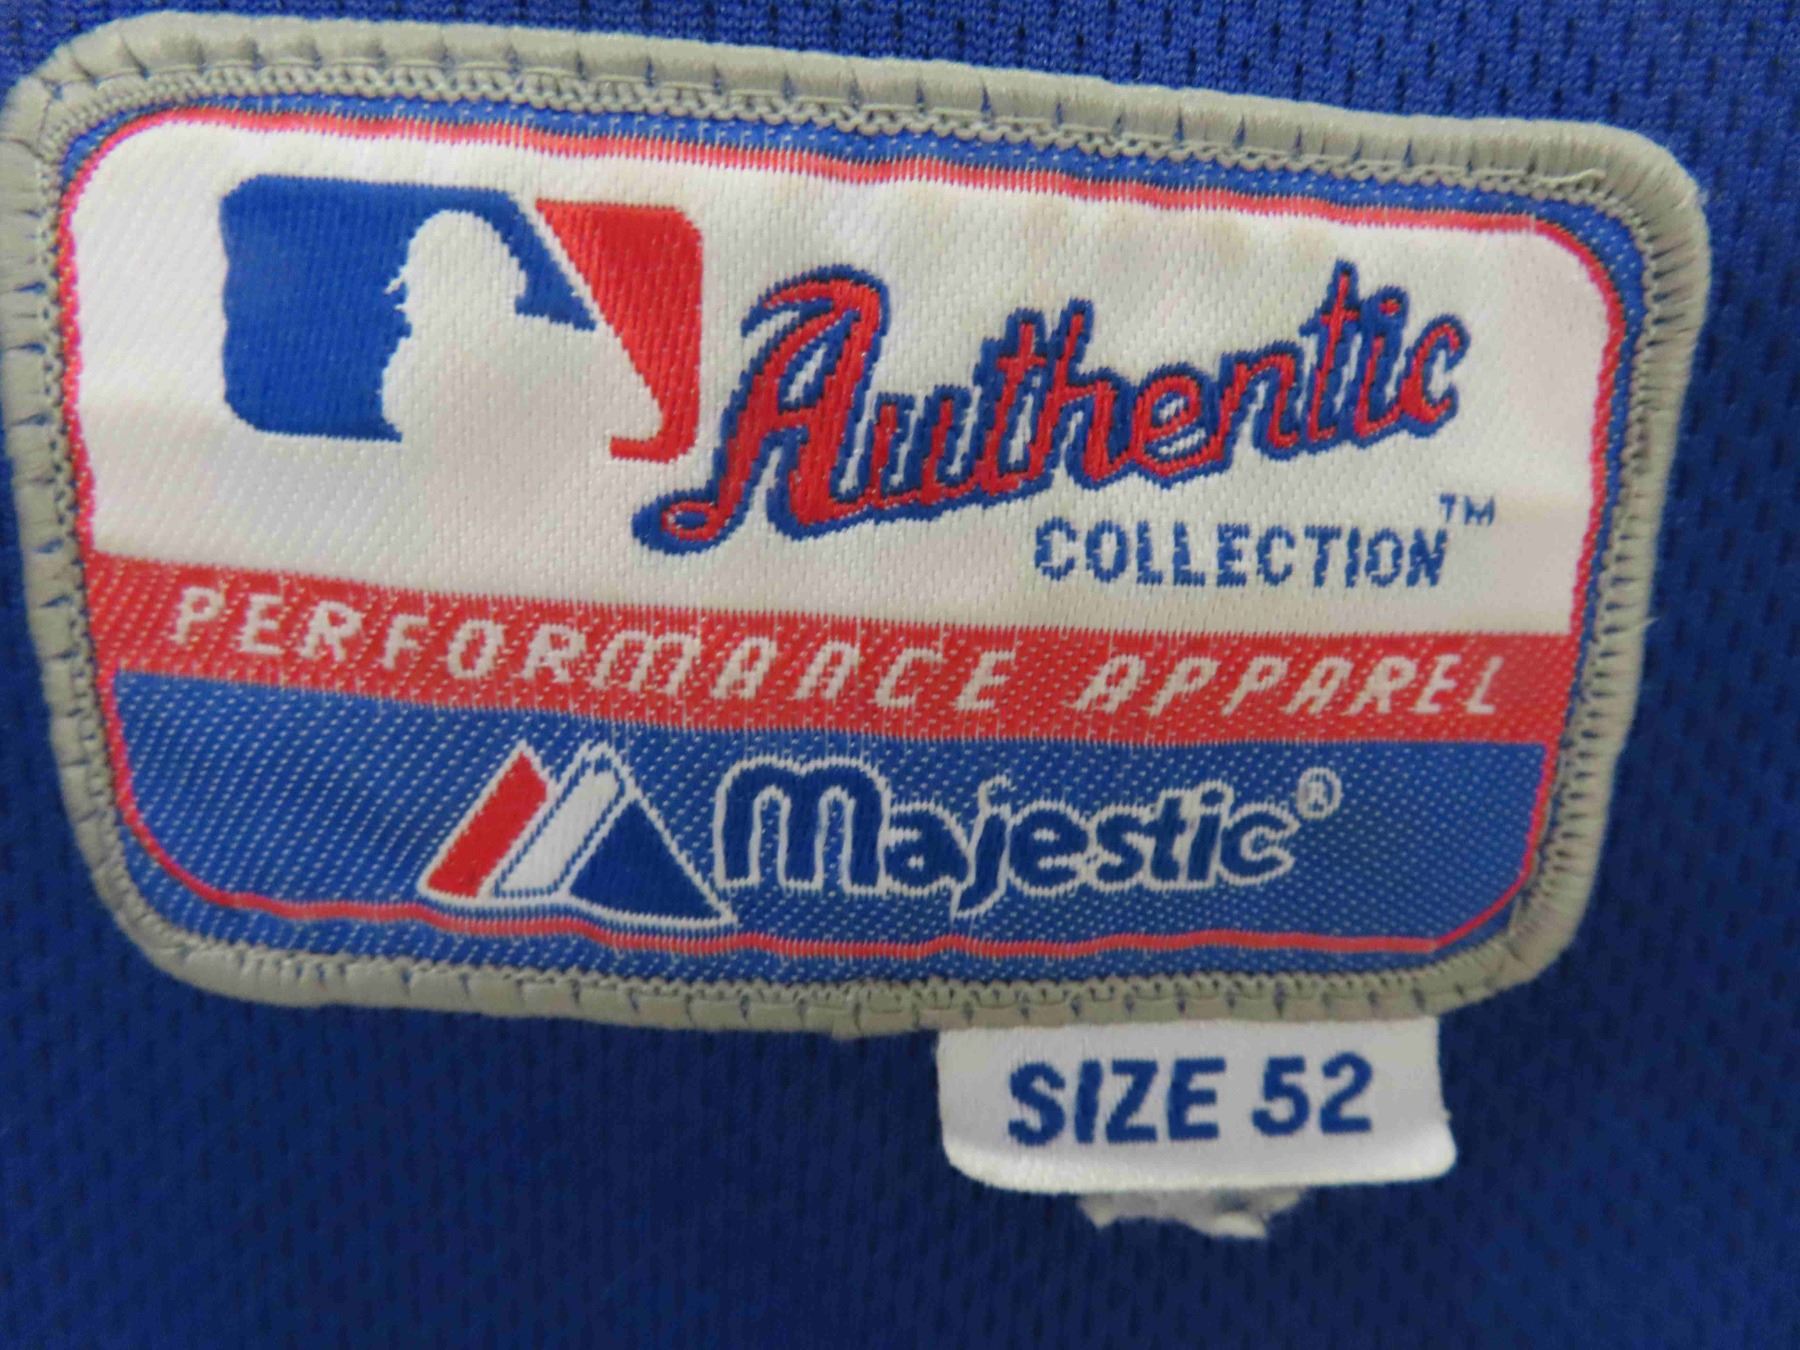 Authentic
COLLECTION™
PERFORMANCE APPAREL
Majestic®
SIZE 52